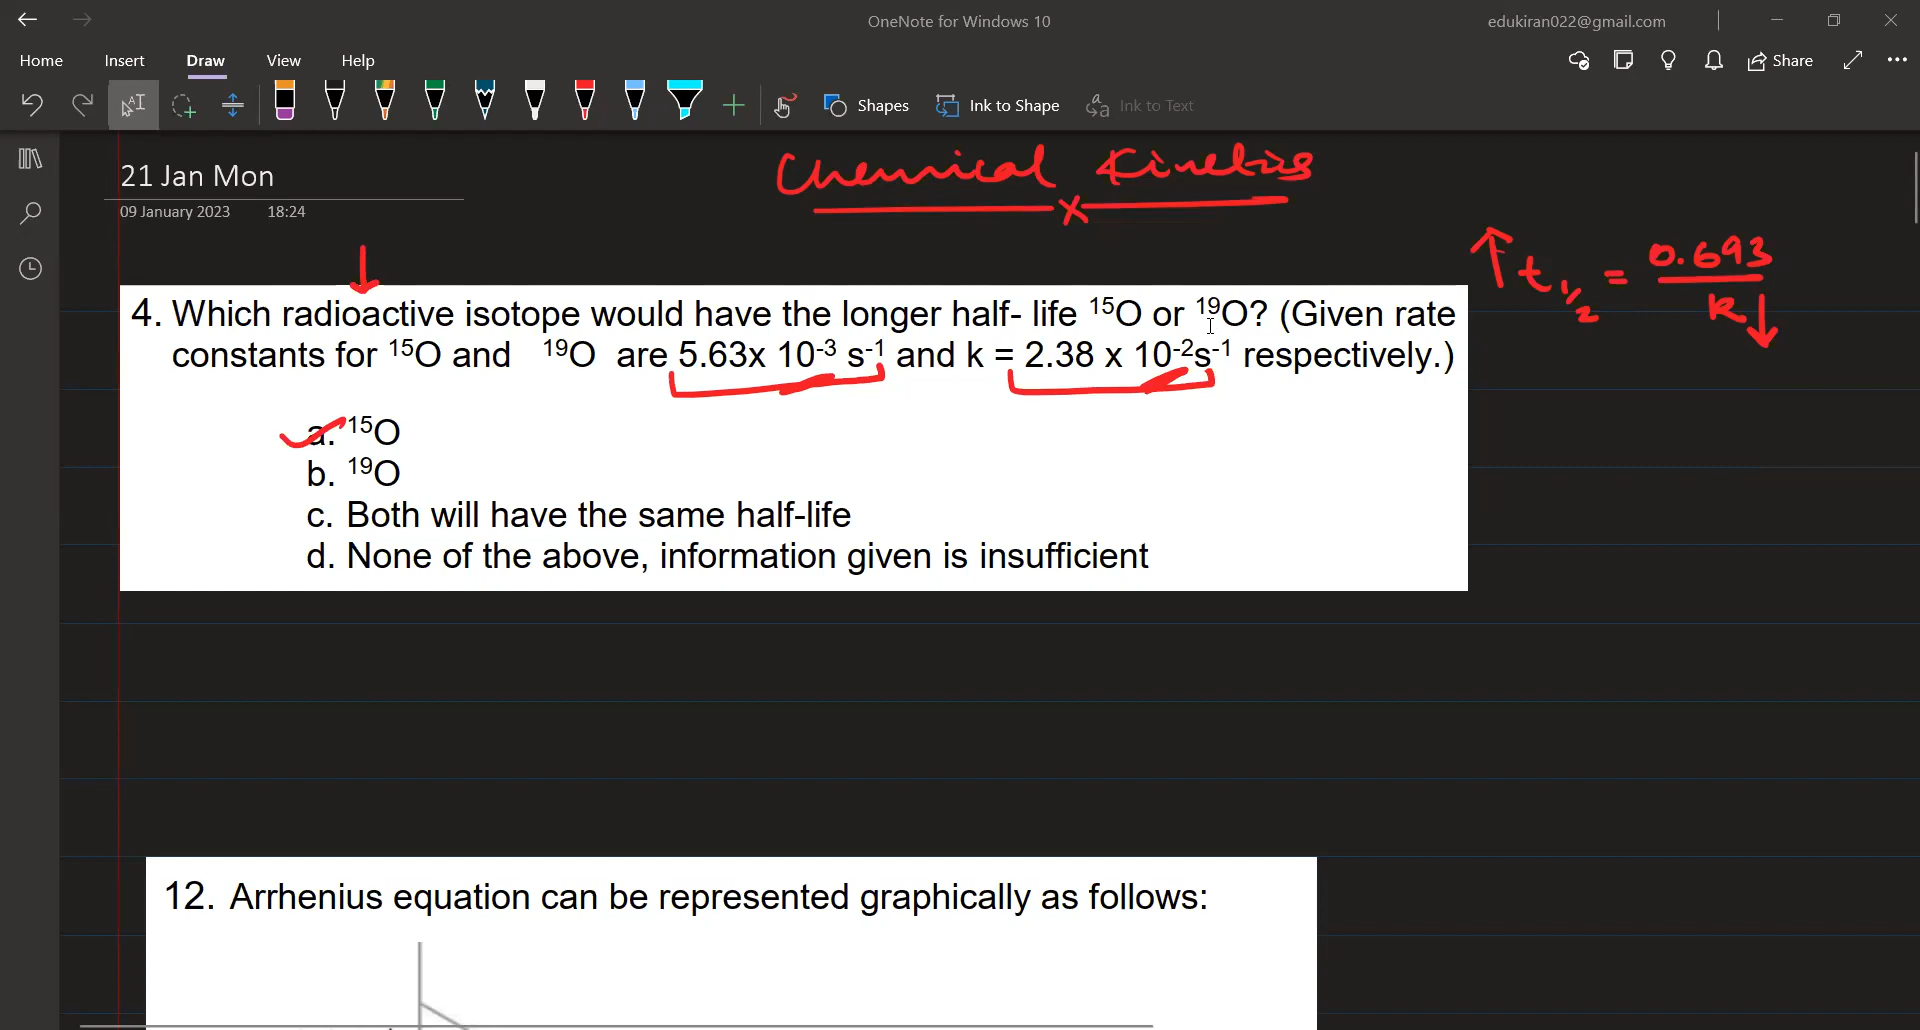 OneNote for Windows 10
edukiran022@gmail.com
Home Insert Draw View Help
Share
Shapes Ink to Shape Ink to Text
21 Jan Mon
09 January 2023 18:24
Chemical Kinetics
↑ t 1/2 = 0.693 / K ↓
4. Which radioactive isotope would have the longer half- life ¹⁵O or ¹⁹O? (Given rate
constants for ¹⁵O and ¹⁹O are 5.63x 10⁻³ s⁻¹ and k = 2.38 x 10⁻²s⁻¹ respectively.)
a. ¹⁵O
b. ¹⁹O
c. Both will have the same half-life
d. None of the above, information given is insufficient
12. Arrhenius equation can be represented graphically as follows: